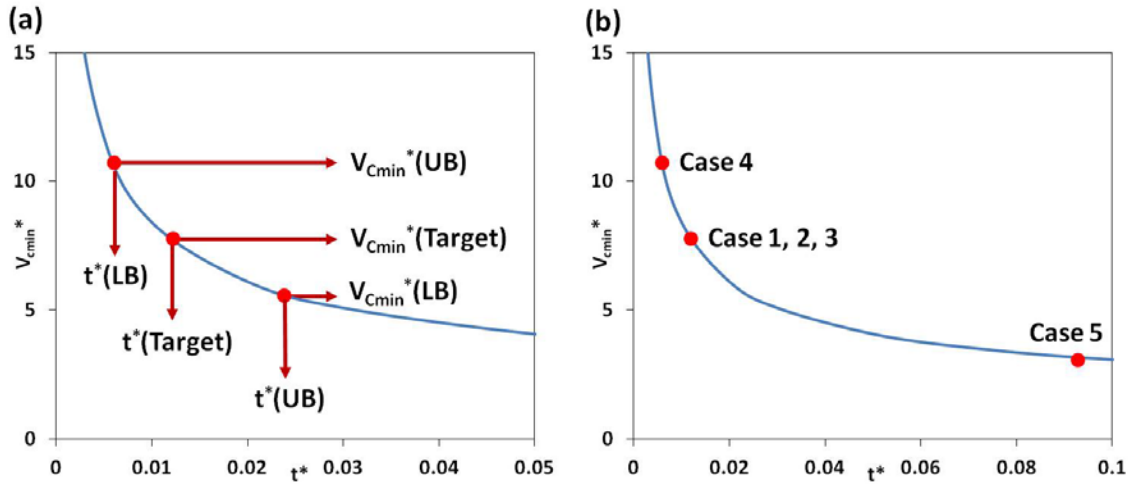 (a)
15
10
5
0
V_Cmin*
V_Cmin*(UB)
V_Cmin*(Target)
V_Cmin*(LB)
t*(LB)
t*(Target)
t*(UB)
0 0.01 0.02 0.03 0.04 0.05
t*
(b)
15
10
5
0
V_Cmin*
Case 4
Case 1, 2, 3
Case 5
0 0.02 0.04 0.06 0.08 0.1
t*